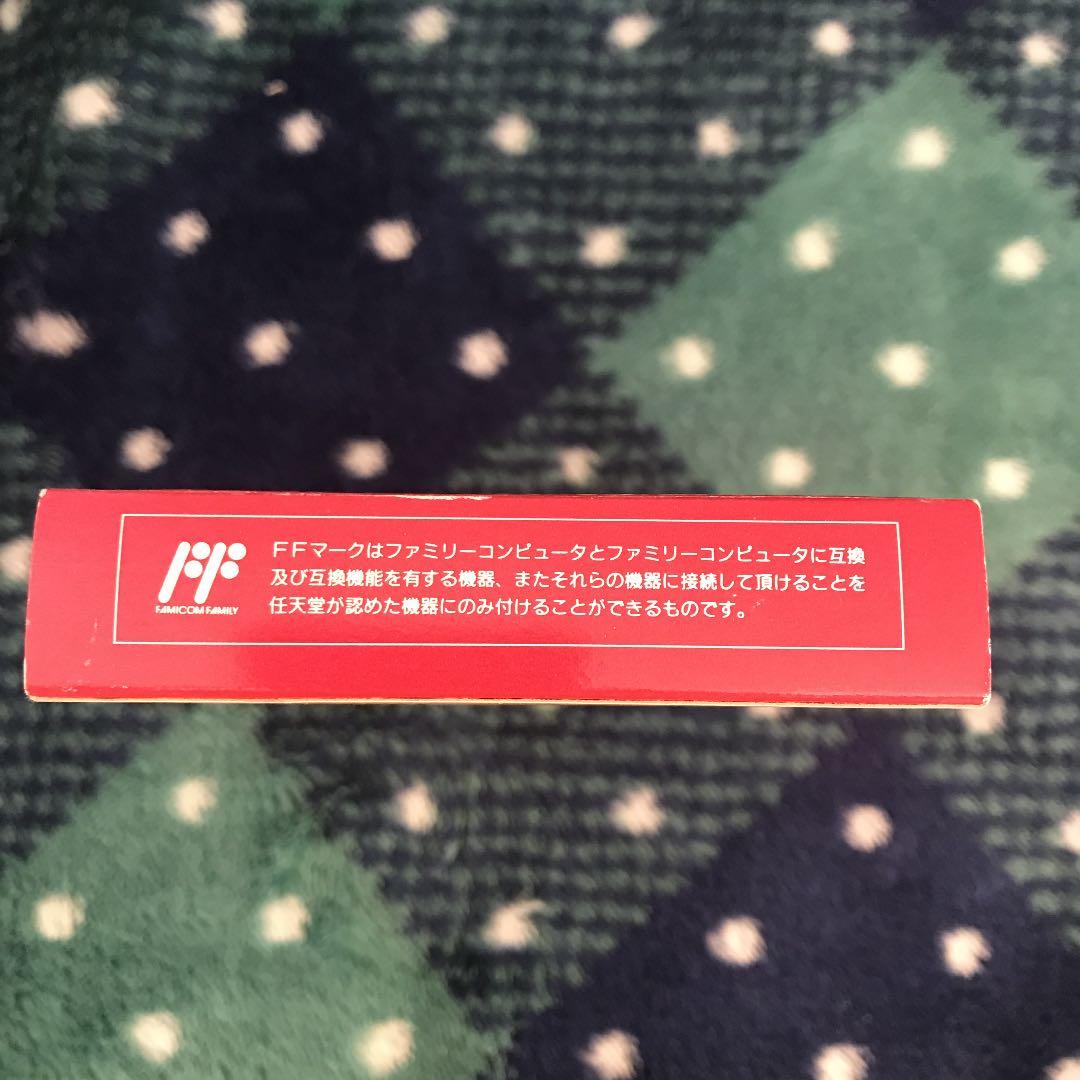 FFマークはファミリーコンピュータとファミリーコンピュータに互換
及び互換機能を有する機器、またそれらの機器に接続して頂けることを
任天堂が認めた機器にのみ付けることができるものです。
FF
FAMICOM FAMILY